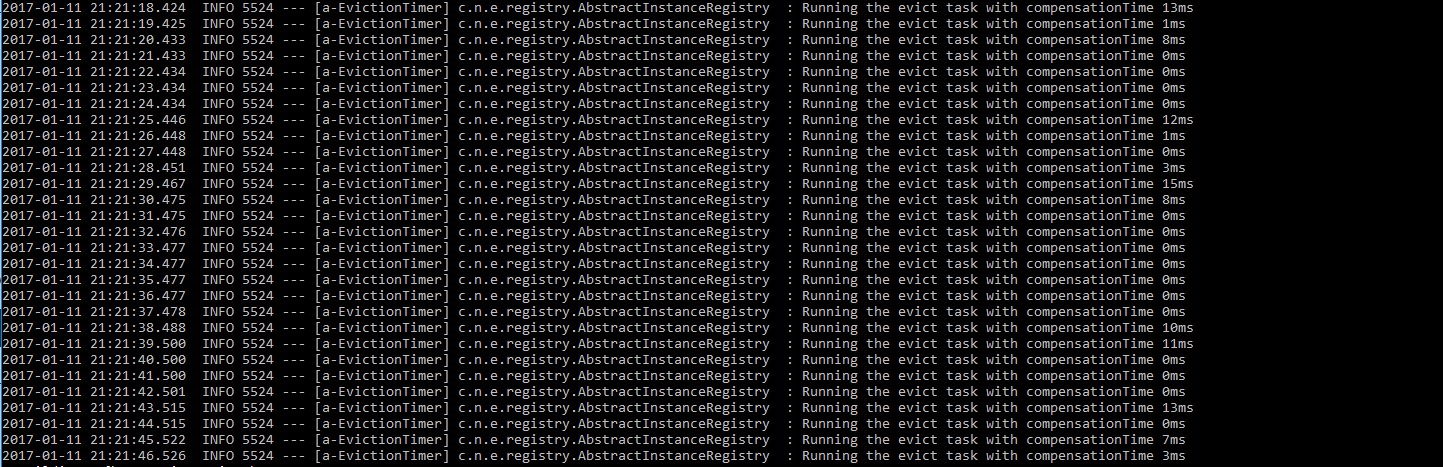 2017-01-11 21:21:18.424  INFO 5524 --- [a-EvictionTimer] c.n.e.registry.AbstractInstanceRegistry  : Running the evict task with compensationTime 13ms
2017-01-11 21:21:19.425  INFO 5524 --- [a-EvictionTimer] c.n.e.registry.AbstractInstanceRegistry  : Running the evict task with compensationTime 1ms
2017-01-11 21:21:20.433  INFO 5524 --- [a-EvictionTimer] c.n.e.registry.AbstractInstanceRegistry  : Running the evict task with compensationTime 8ms
2017-01-11 21:21:21.433  INFO 5524 --- [a-EvictionTimer] c.n.e.registry.AbstractInstanceRegistry  : Running the evict task with compensationTime 0ms
2017-01-11 21:21:22.434  INFO 5524 --- [a-EvictionTimer] c.n.e.registry.AbstractInstanceRegistry  : Running the evict task with compensationTime 0ms
2017-01-11 21:21:23.434  INFO 5524 --- [a-EvictionTimer] c.n.e.registry.AbstractInstanceRegistry  : Running the evict task with compensationTime 0ms
2017-01-11 21:21:24.434  INFO 5524 --- [a-EvictionTimer] c.n.e.registry.AbstractInstanceRegistry  : Running the evict task with compensationTime 0ms
2017-01-11 21:21:25.446  INFO 5524 --- [a-EvictionTimer] c.n.e.registry.AbstractInstanceRegistry  : Running the evict task with compensationTime 12ms
2017-01-11 21:21:26.448  INFO 5524 --- [a-EvictionTimer] c.n.e.registry.AbstractInstanceRegistry  : Running the evict task with compensationTime 1ms
2017-01-11 21:21:27.448  INFO 5524 --- [a-EvictionTimer] c.n.e.registry.AbstractInstanceRegistry  : Running the evict task with compensationTime 0ms
2017-01-11 21:21:28.451  INFO 5524 --- [a-EvictionTimer] c.n.e.registry.AbstractInstanceRegistry  : Running the evict task with compensationTime 3ms
2017-01-11 21:21:29.467  INFO 5524 --- [a-EvictionTimer] c.n.e.registry.AbstractInstanceRegistry  : Running the evict task with compensationTime 15ms
2017-01-11 21:21:30.475  INFO 5524 --- [a-EvictionTimer] c.n.e.registry.AbstractInstanceRegistry  : Running the evict task with compensationTime 8ms
2017-01-11 21:21:31.475  INFO 5524 --- [a-EvictionTimer] c.n.e.registry.AbstractInstanceRegistry  : Running the evict task with compensationTime 0ms
2017-01-11 21:21:32.476  INFO 5524 --- [a-EvictionTimer] c.n.e.registry.AbstractInstanceRegistry  : Running the evict task with compensationTime 0ms
2017-01-11 21:21:33.477  INFO 5524 --- [a-EvictionTimer] c.n.e.registry.AbstractInstanceRegistry  : Running the evict task with compensationTime 0ms
2017-01-11 21:21:34.477  INFO 5524 --- [a-EvictionTimer] c.n.e.registry.AbstractInstanceRegistry  : Running the evict task with compensationTime 0ms
2017-01-11 21:21:35.477  INFO 5524 --- [a-EvictionTimer] c.n.e.registry.AbstractInstanceRegistry  : Running the evict task with compensationTime 0ms
2017-01-11 21:21:36.477  INFO 5524 --- [a-EvictionTimer] c.n.e.registry.AbstractInstanceRegistry  : Running the evict task with compensationTime 0ms
2017-01-11 21:21:37.478  INFO 5524 --- [a-EvictionTimer] c.n.e.registry.AbstractInstanceRegistry  : Running the evict task with compensationTime 0ms
2017-01-11 21:21:38.488  INFO 5524 --- [a-EvictionTimer] c.n.e.registry.AbstractInstanceRegistry  : Running the evict task with compensationTime 10ms
2017-01-11 21:21:39.500  INFO 5524 --- [a-EvictionTimer] c.n.e.registry.AbstractInstanceRegistry  : Running the evict task with compensationTime 11ms
2017-01-11 21:21:40.500  INFO 5524 --- [a-EvictionTimer] c.n.e.registry.AbstractInstanceRegistry  : Running the evict task with compensationTime 0ms
2017-01-11 21:21:41.500  INFO 5524 --- [a-EvictionTimer] c.n.e.registry.AbstractInstanceRegistry  : Running the evict task with compensationTime 0ms
2017-01-11 21:21:42.501  INFO 5524 --- [a-EvictionTimer] c.n.e.registry.AbstractInstanceRegistry  : Running the evict task with compensationTime 0ms
2017-01-11 21:21:43.515  INFO 5524 --- [a-EvictionTimer] c.n.e.registry.AbstractInstanceRegistry  : Running the evict task with compensationTime 13ms
2017-01-11 21:21:44.515  INFO 5524 --- [a-EvictionTimer] c.n.e.registry.AbstractInstanceRegistry  : Running the evict task with compensationTime 0ms
2017-01-11 21:21:45.522  INFO 5524 --- [a-EvictionTimer] c.n.e.registry.AbstractInstanceRegistry  : Running the evict task with compensationTime 7ms
2017-01-11 21:21:46.526  INFO 5524 --- [a-EvictionTimer] c.n.e.registry.AbstractInstanceRegistry  : Running the evict task with compensationTime 3ms